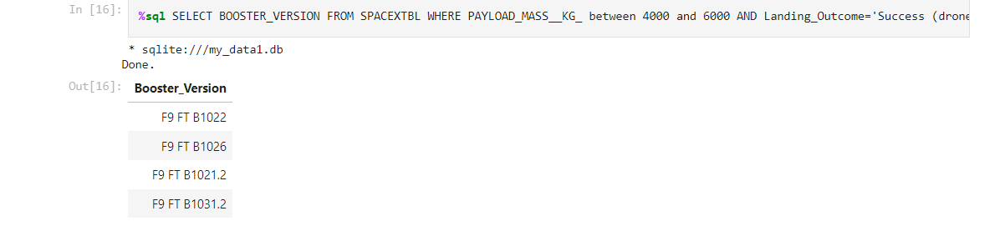 In [16]:
%sql SELECT BOOSTER_VERSION FROM SPACEXTBL WHERE PAYLOAD_MASS__KG_ between 4000 and 6000 AND Landing_Outcome='Success (drone
* sqlite:///my_data1.db
Done.
Out[16]:
Booster_Version
F9 FT B1022
F9 FT B1026
F9 FT B1021.2
F9 FT B1031.2